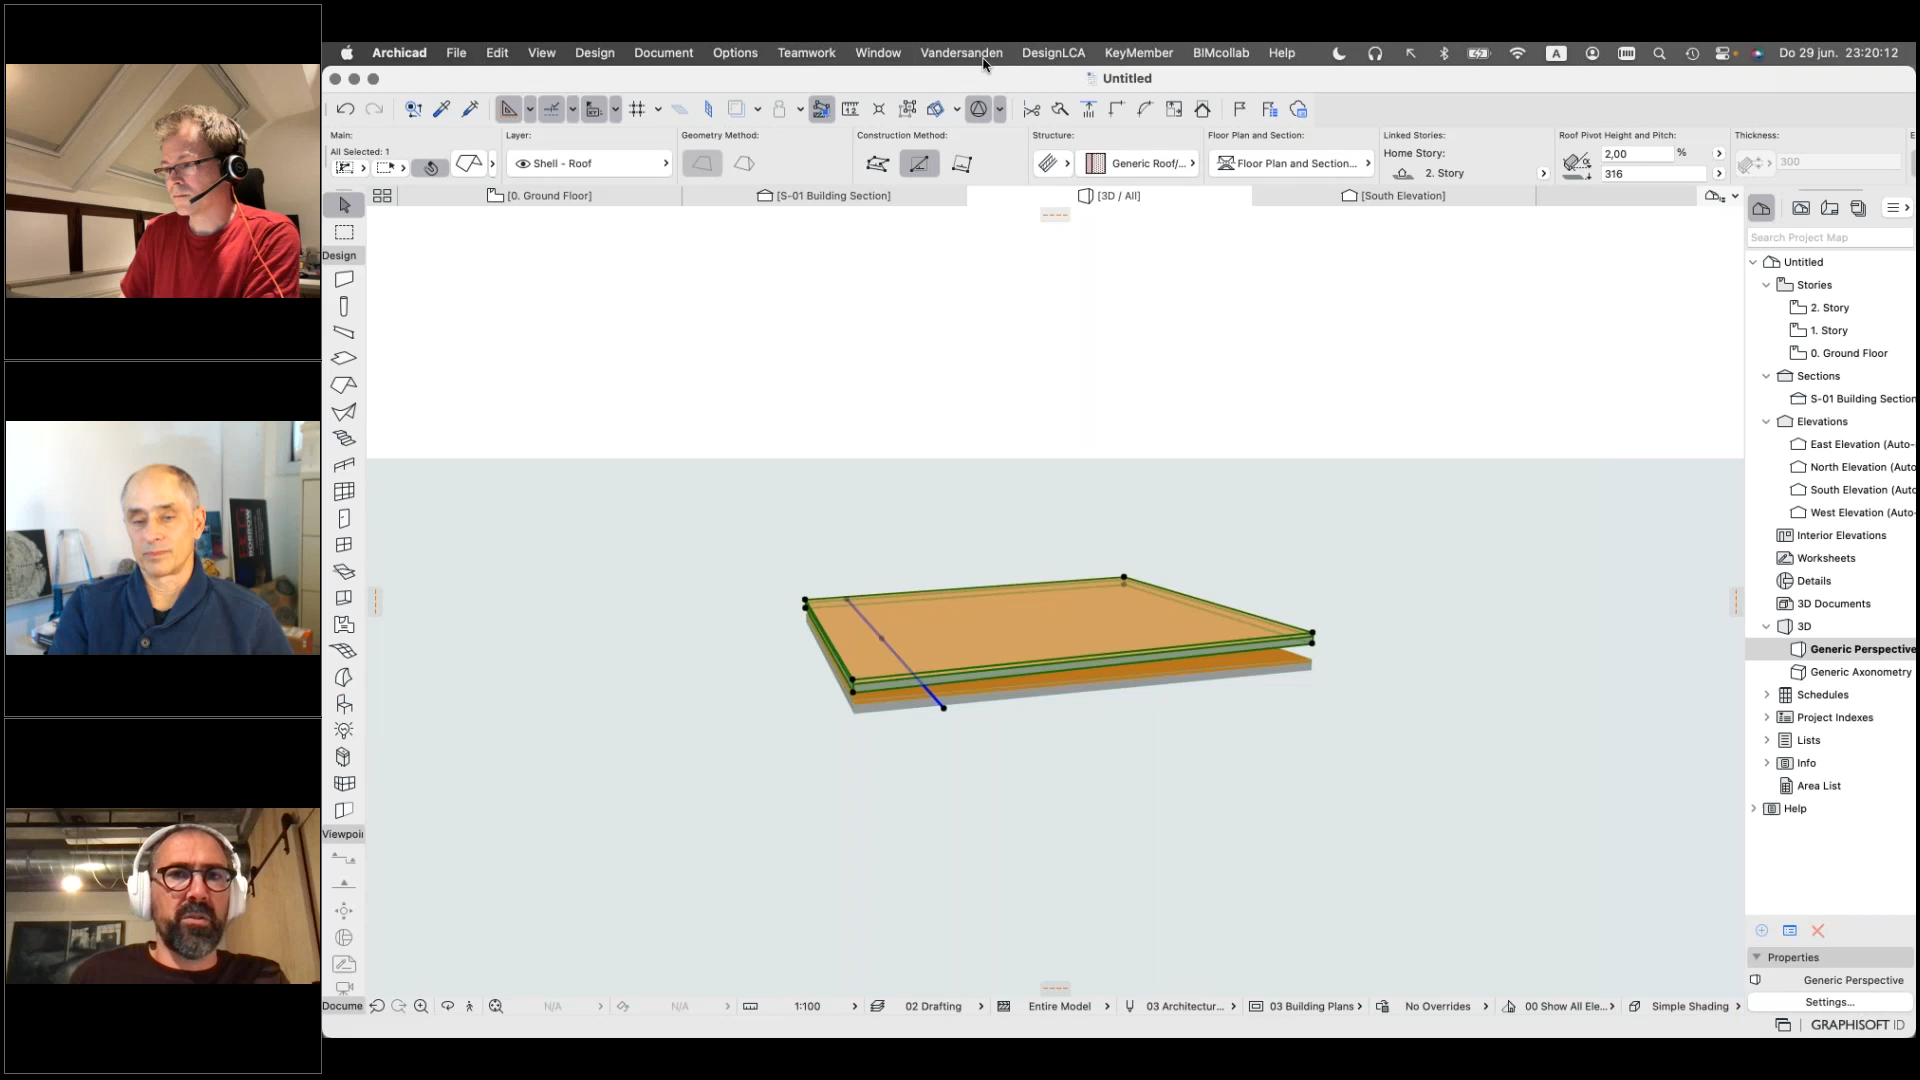 Archicad File Edit View Design Document Options Teamwork Window Vandersanden DesignLCA KeyMember BIMcollab Help A Do 29 jun. 23:20:12
Untitled
Main:
All Selected: 1
Layer:
Shell - Roof
Geometry Method:
Construction Method:
Structure:
Generic Roof/...
Floor Plan and Section:
Floor Plan and Section...
Linked Stories:
Home Story:
2. Story
Roof Pivot Height and Pitch:
2,00 %
316
Thickness:
300
[0. Ground Floor] [S-01 Building Section] [3D / All] [South Elevation]
Design
Viewpoi
Docume
Search Project Map
Untitled
Stories
2. Story
1. Story
0. Ground Floor
Sections
S-01 Building Section
Elevations
East Elevation (Auto-
North Elevation (Auto
South Elevation (Auto
West Elevation (Auto-
Interior Elevations
Worksheets
Details
3D Documents
3D
Generic Perspective
Generic Axonometry
Schedules
Project Indexes
Lists
Info
Area List
Help
Properties
Generic Perspective
Settings...
N/A N/A 1:100 02 Drafting Entire Model 03 Architectur... 03 Building Plans No Overrides 00 Show All Ele... Simple Shading
GRAPHISOFT ID
BORROW